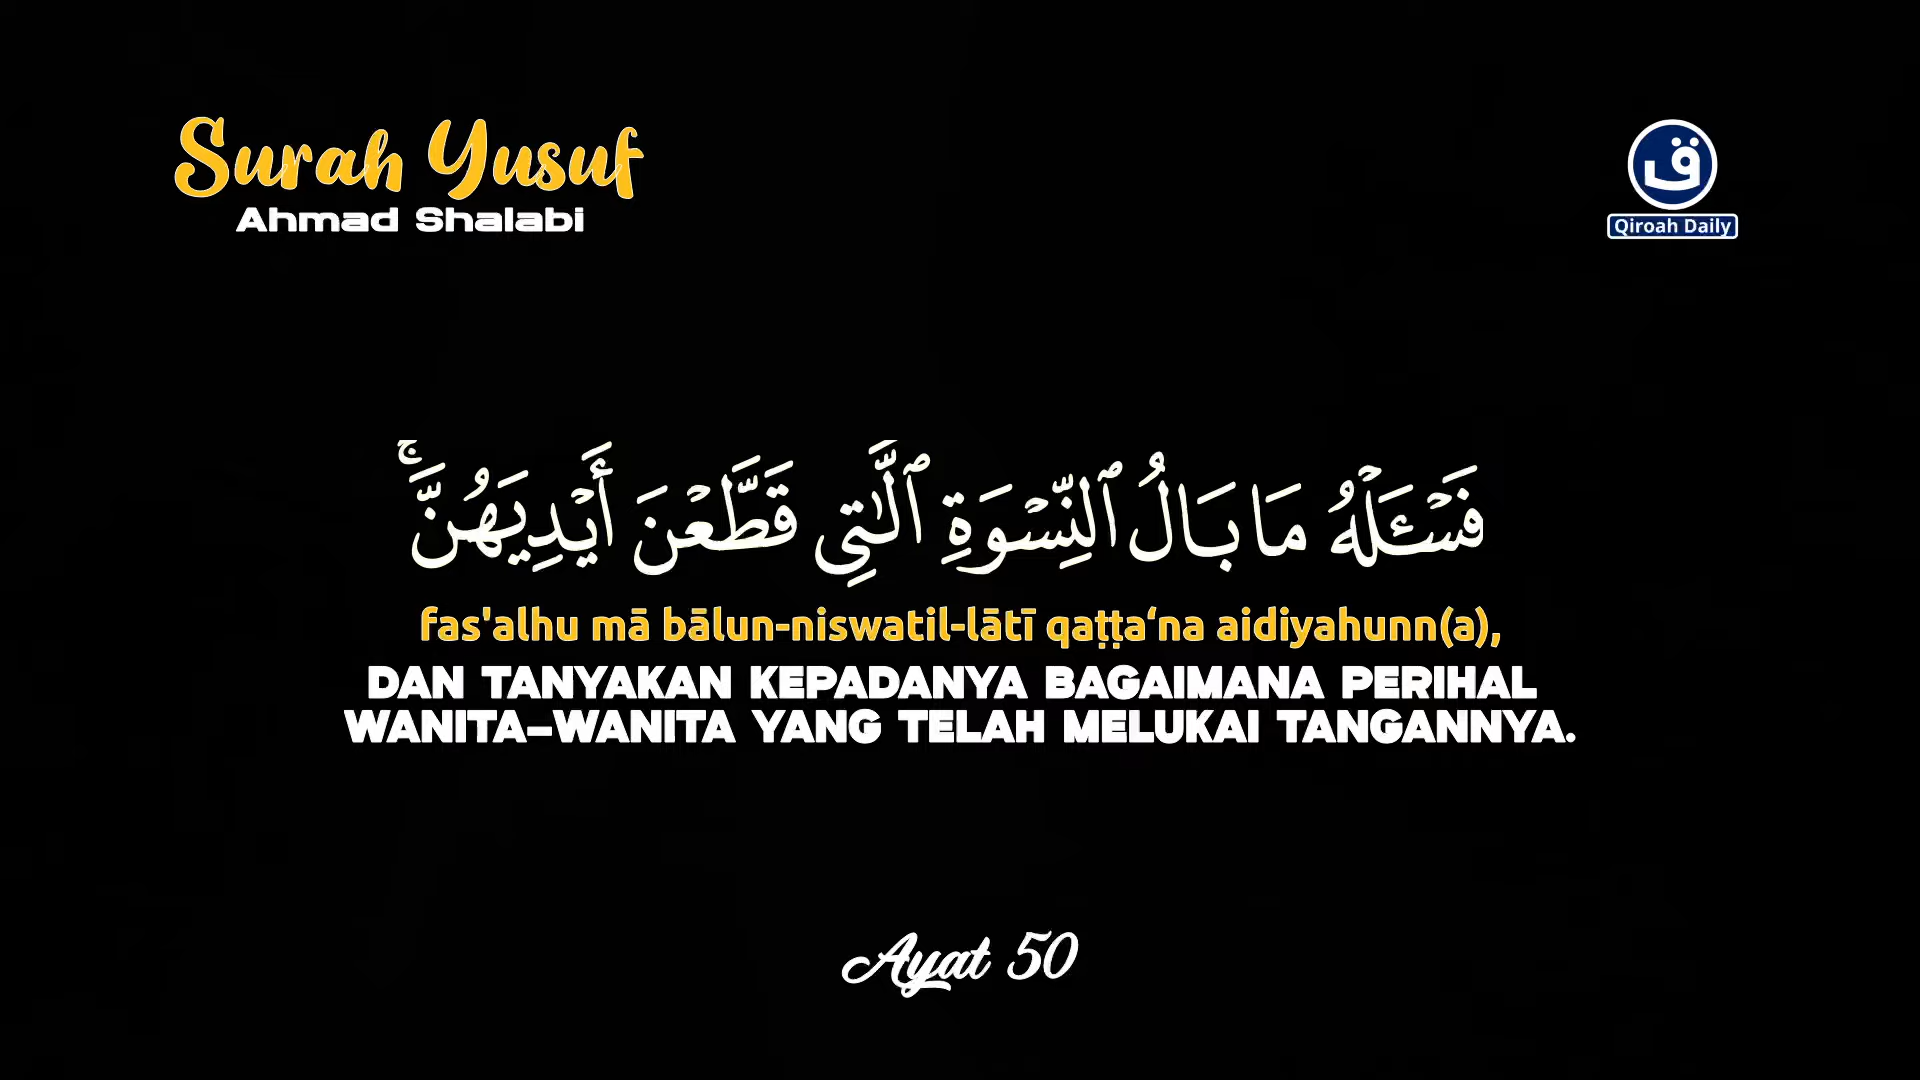 Surah Yusuf
Ahmad Shalabi
ق
Qiroah Daily
فَسْـَٔلْهُ مَا بَالُ ٱلنِّسْوَةِ ٱلَّـٰتِى قَطَّعْنَ أَيْدِيَهُنَّ ۚ
fas'alhu mā bālun-niswatil-lātī qaṭṭa‘na aidiyahunn(a),
DAN TANYAKAN KEPADANYA BAGAIMANA PERIHAL
WANITA-WANITA YANG TELAH MELUKAI TANGANNYA.
Ayat 50